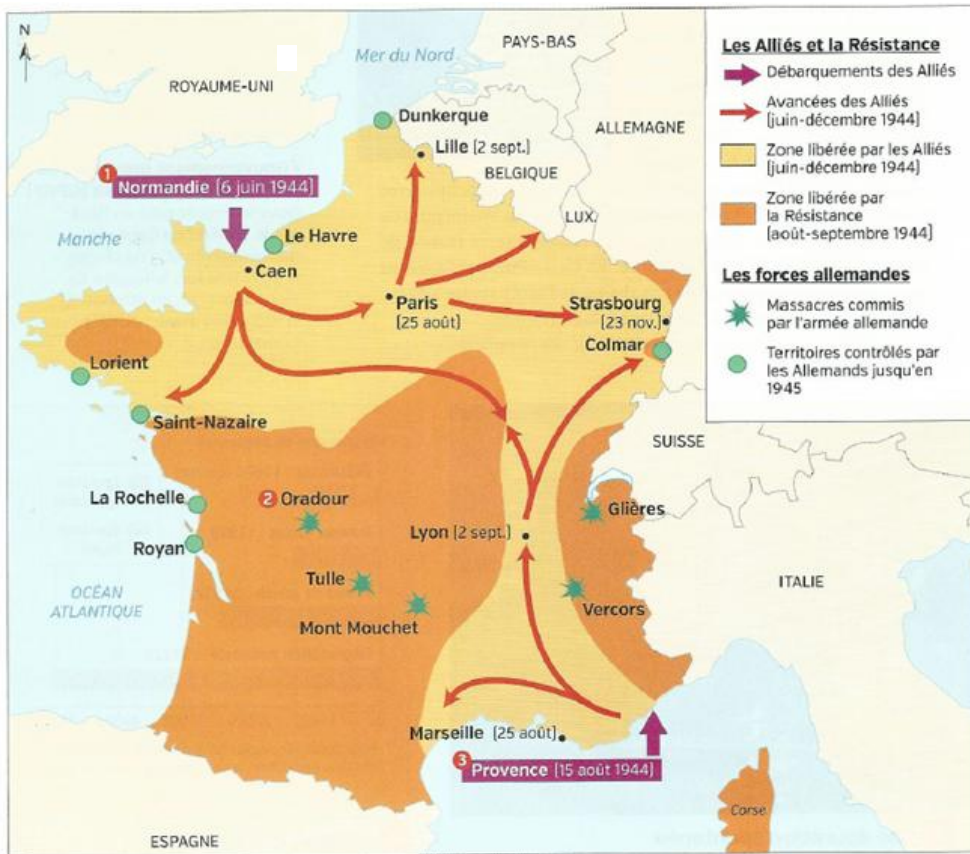 N
Mer du Nord
PAYS-BAS
ROYAUME-UNI
Dunkerque
ALLEMAGNE
Lille [2 sept.]
BELGIQUE
1
Normandie [6 juin 1944]
LUX.
Manche
Le Havre
Caen
Paris
[25 août]
Strasbourg
[23 nov.]
Colmar
Lorient
Saint-Nazaire
SUISSE
La Rochelle
2 Oradour
Glières
Royan
Lyon [2 sept.]
Tulle
ITALIE
OCÉAN
ATLANTIQUE
Mont Mouchet
Vercors
Marseille [25 août]
3
Provence [15 août 1944]
Corse
ESPAGNE
Les Alliés et la Résistance
Débarquements des Alliés
Avancées des Alliés
[juin-décembre 1944]
Zone libérée par les Alliés
[juin-décembre 1944]
Zone libérée par
la Résistance
[août-septembre 1944]
Les forces allemandes
Massacres commis
par l'armée allemande
Territoires contrôlés par
les Allemands jusqu'en
1945